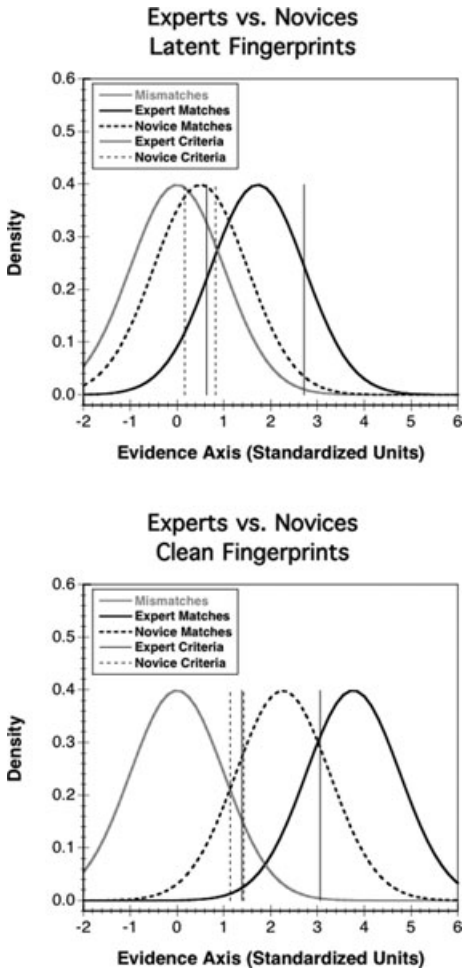 Experts vs. Novices
Latent Fingerprints
0.6
0.5
0.4
0.3
0.2
0.1
0.0
Density
Mismatches
Expert Matches
Novice Matches
Expert Criteria
Novice Criteria
-2 -1 0 1 2 3 4 5 6
Evidence Axis (Standardized Units)
Experts vs. Novices
Clean Fingerprints
0.6
0.5
0.4
0.3
0.2
0.1
0.0
Density
Mismatches
Expert Matches
Novice Matches
Expert Criteria
Novice Criteria
-2 -1 0 1 2 3 4 5 6
Evidence Axis (Standardized Units)